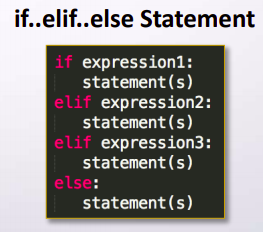 if..elif..else Statement
if expression1:
    statement(s)
elif expression2:
    statement(s)
elif expression3:
    statement(s)
else:
    statement(s)